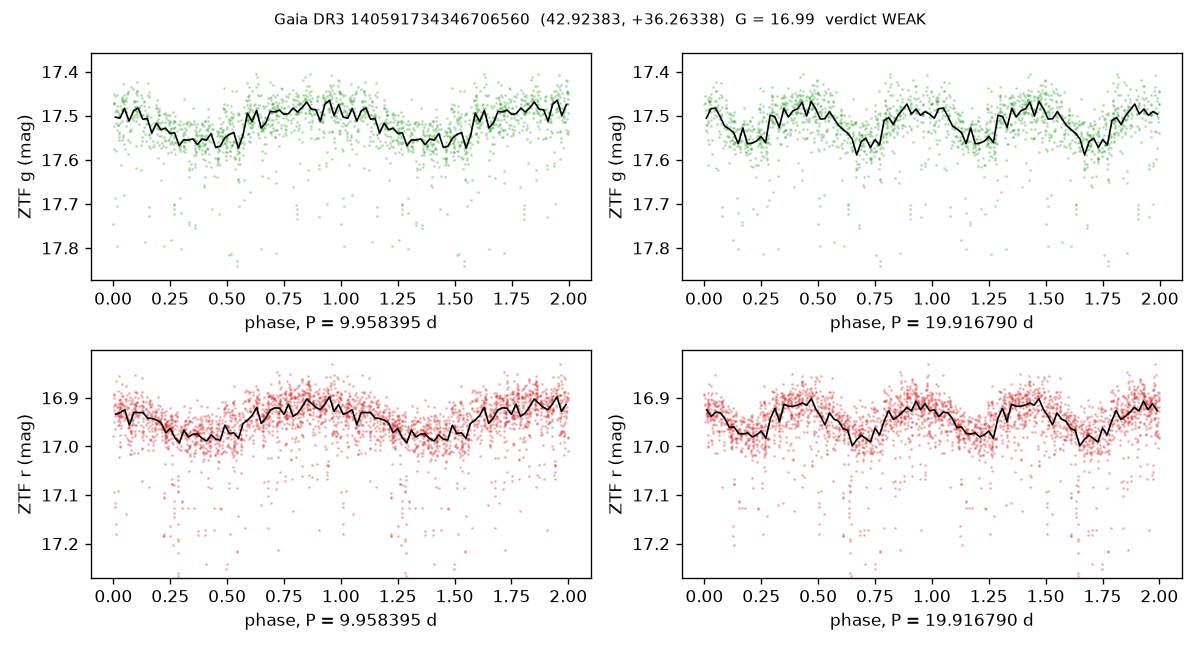 Gaia DR3 140591734346706560 (42.92383, +36.26338) G = 16.99 verdict WEAK
ZTF g (mag)
17.4
17.5
17.6
17.7
17.8
0.00 0.25 0.50 0.75 1.00 1.25 1.50 1.75 2.00
phase, P = 9.958395 d
ZTF g (mag)
17.4
17.5
17.6
17.7
17.8
0.00 0.25 0.50 0.75 1.00 1.25 1.50 1.75 2.00
phase, P = 19.916790 d
ZTF r (mag)
16.9
17.0
17.1
17.2
0.00 0.25 0.50 0.75 1.00 1.25 1.50 1.75 2.00
phase, P = 9.958395 d
ZTF r (mag)
16.9
17.0
17.1
17.2
0.00 0.25 0.50 0.75 1.00 1.25 1.50 1.75 2.00
phase, P = 19.916790 d